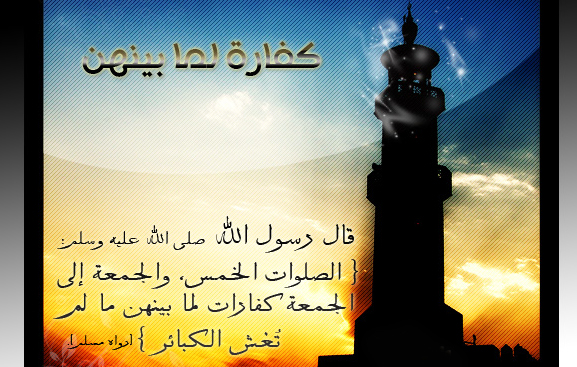 كفارة لما بينهن
قال رسول الله صلى الله عليه وسلم:
{ الصلوات الخمس، والجمعة إلى
الجمعة كفارات لما بينهن ما لم
تُغش الكبائر } [رواه مسلم].